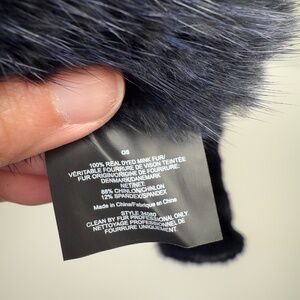 OS
100% REAL DYED MINK FUR/
VÉRITABLE FOURRURE DE VISON TEINTÉE
FUR ORIGIN/ORIGINE DE FOURRURE:
DENMARK/DANEMARK
NET/NET
88% CHINLON/CHINLON
12% SPANDEX/SPANDEX
Made in China/Fabriqué en Chine
STYLE
CLEAN BY FUR PROFESSIONAL ONLY
NETTOYAGE PROFESSIONNEL DE
FOURRURE UNIQUEMENT.